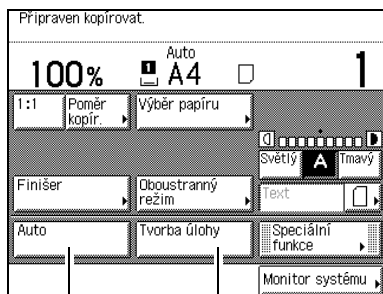 Připraven kopírovat.
Auto
100% 1 A4 1
1:1 Poměr kopír. Výběr papíru
Světlý A Tmavý
Finišer Oboustranný režim Text
Auto Tvorba úlohy Speciální funkce
Monitor systému